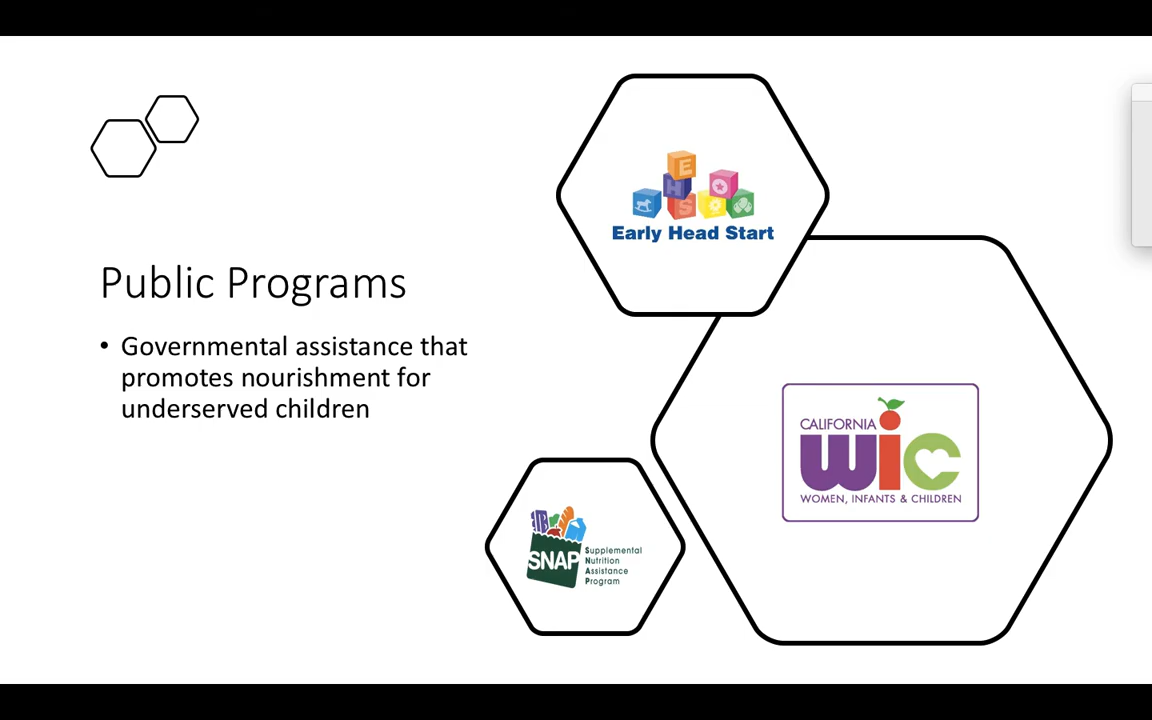 Public Programs
• Governmental assistance that
promotes nourishment for
underserved children
E
H
S
Early Head Start
CALIFORNIA
wic
WOMEN, INFANTS & CHILDREN
SNAP
Supplemental
Nutrition
Assistance
Program